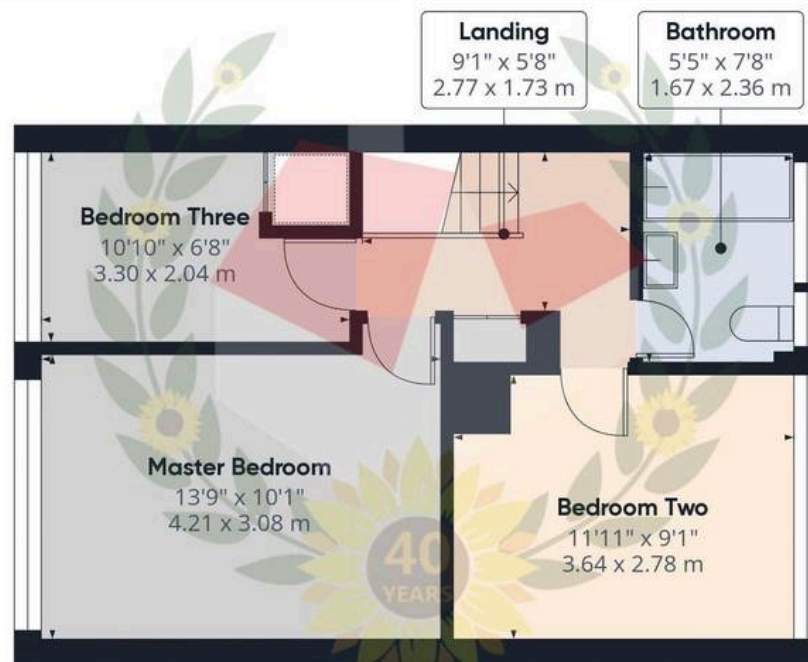 Landing
9'1" x 5'8"
2.77 x 1.73 m
Bathroom
5'5" x 7'8"
1.67 x 2.36 m
Bedroom Three
10'10" x 6'8"
3.30 x 2.04 m
Master Bedroom
13'9" x 10'1"
4.21 x 3.08 m
Bedroom Two
11'11" x 9'1"
3.64 x 2.78 m
40
YEARS